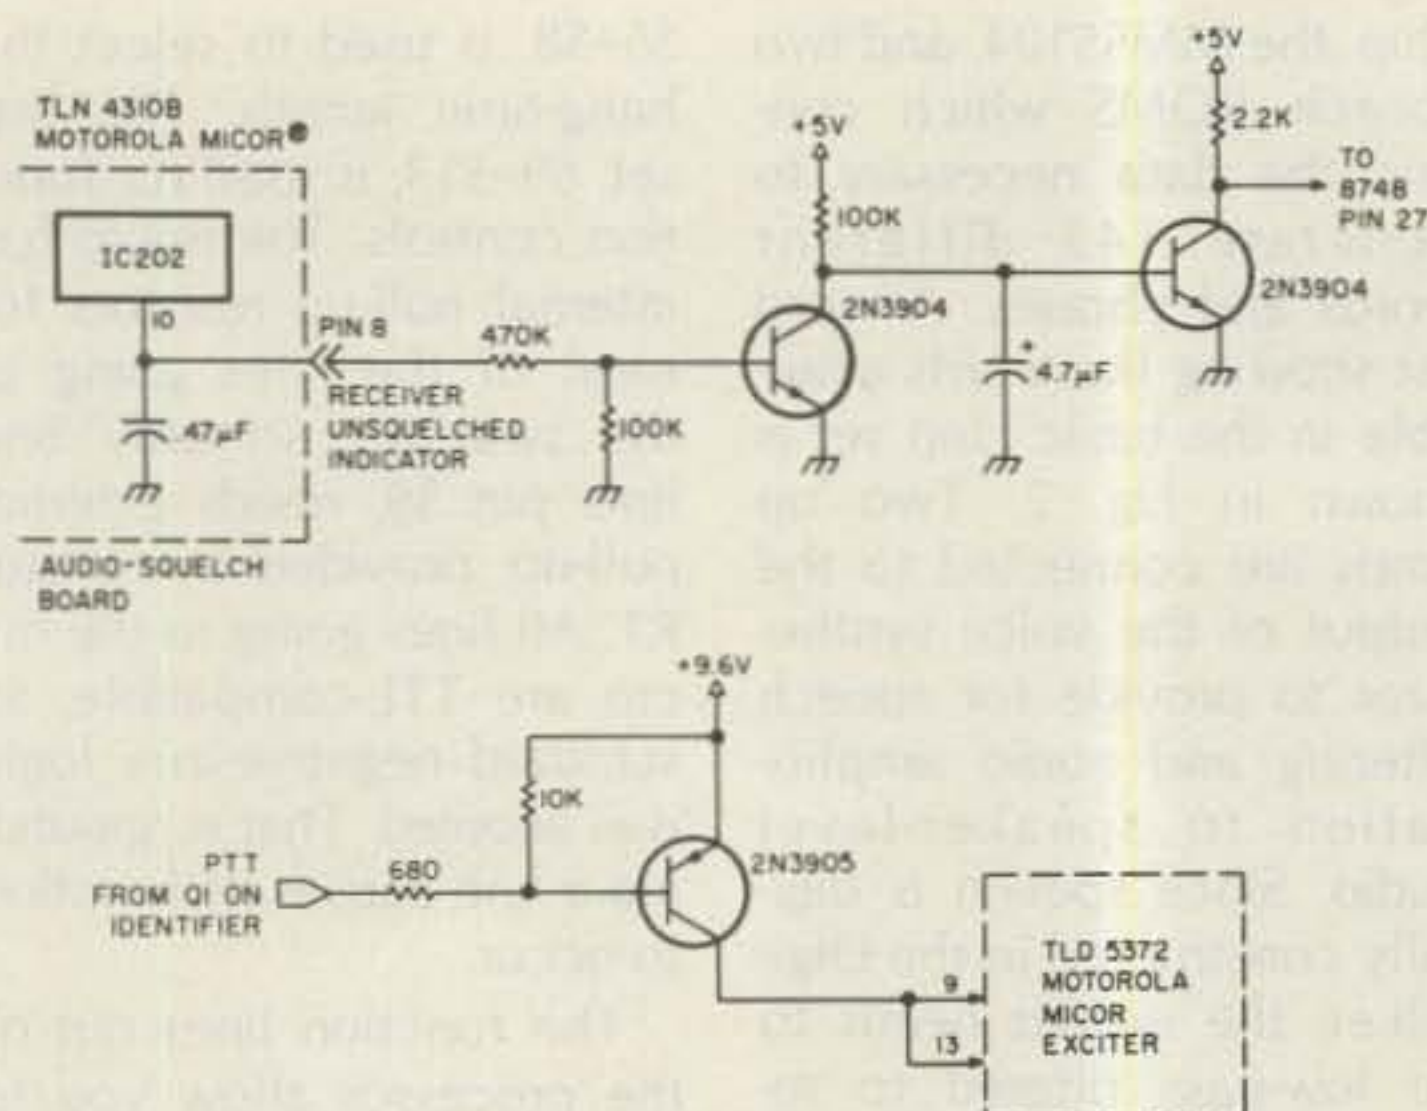 TLN 4310B
MOTOROLA MICOR®
IC202
10
.47µF
PIN 8
RECEIVER
UNSQUELCHED
INDICATOR
AUDIO-SQUELCH
BOARD
470K
100K
+5V
100K
2N3904
+
4.7µF
+5V
2.2K
TO
8748
PIN 27
2N3904
+9.6V
10K
PTT
FROM Q1 ON
IDENTIFIER
680
2N3905
9
13
TLD 5372
MOTOROLA
MICOR
EXCITER